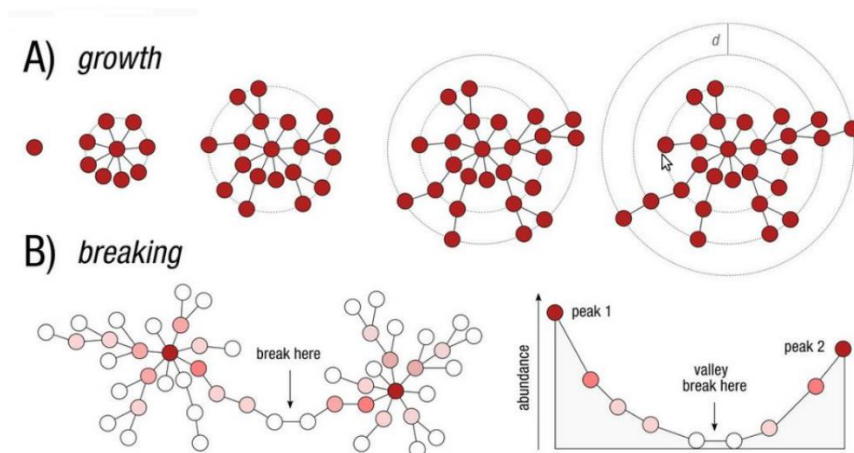 A) growth
d
B) breaking
break here
abundance
peak 1
valley
break here
peak 2